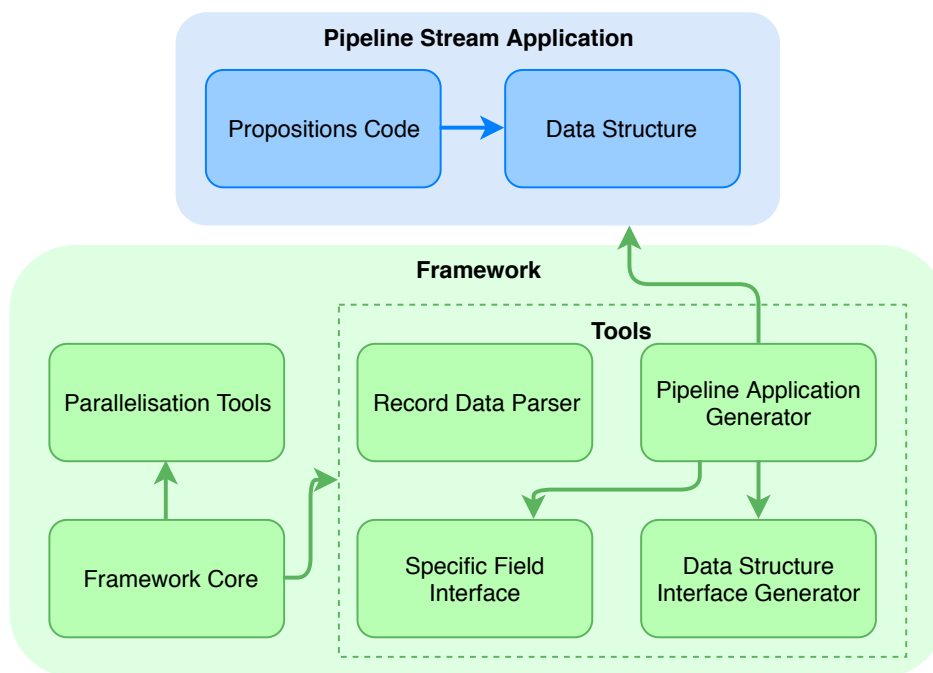 Pipeline Stream Application
Propositions Code
Data Structure
Framework
Tools
Parallelisation Tools
Record Data Parser
Pipeline Application
Generator
Framework Core
Specific Field
Interface
Data Structure
Interface Generator